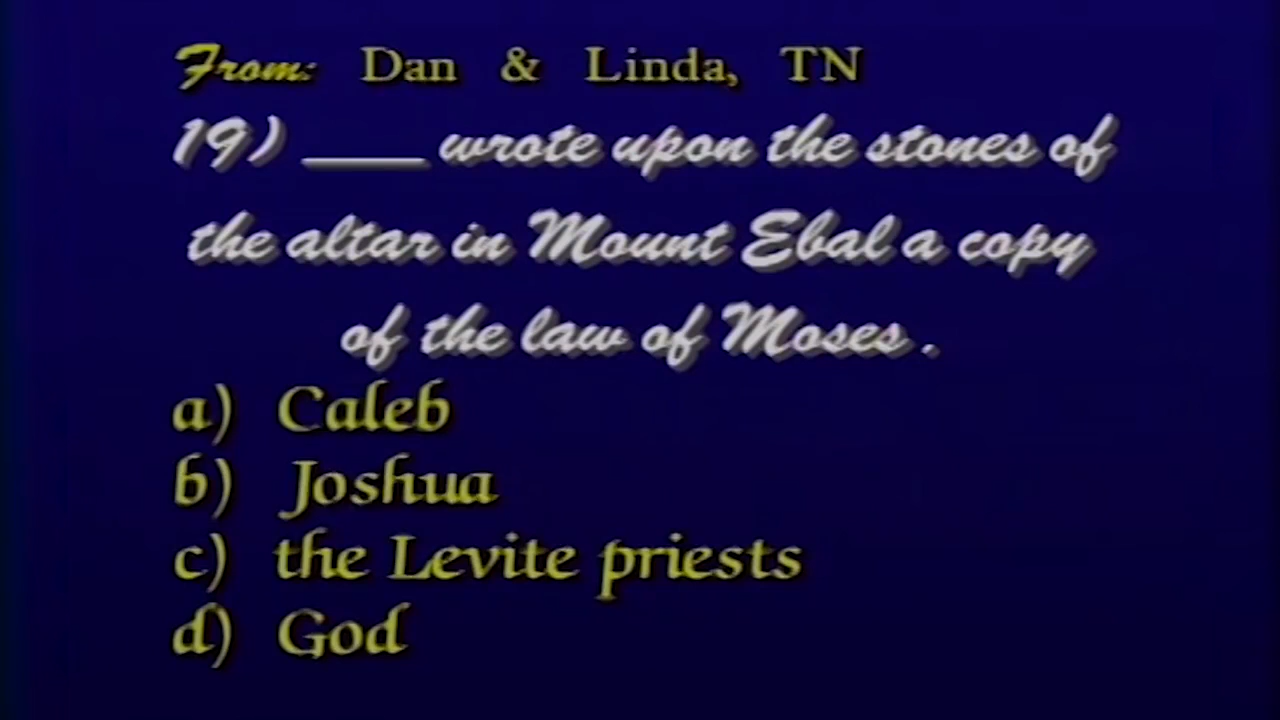 From: Dan & Linda, TN
19) ____ wrote upon the stones of
the altar in Mount Ebal a copy
of the law of Moses .
a) Caleb
b) Joshua
c) the Levite priests
d) God